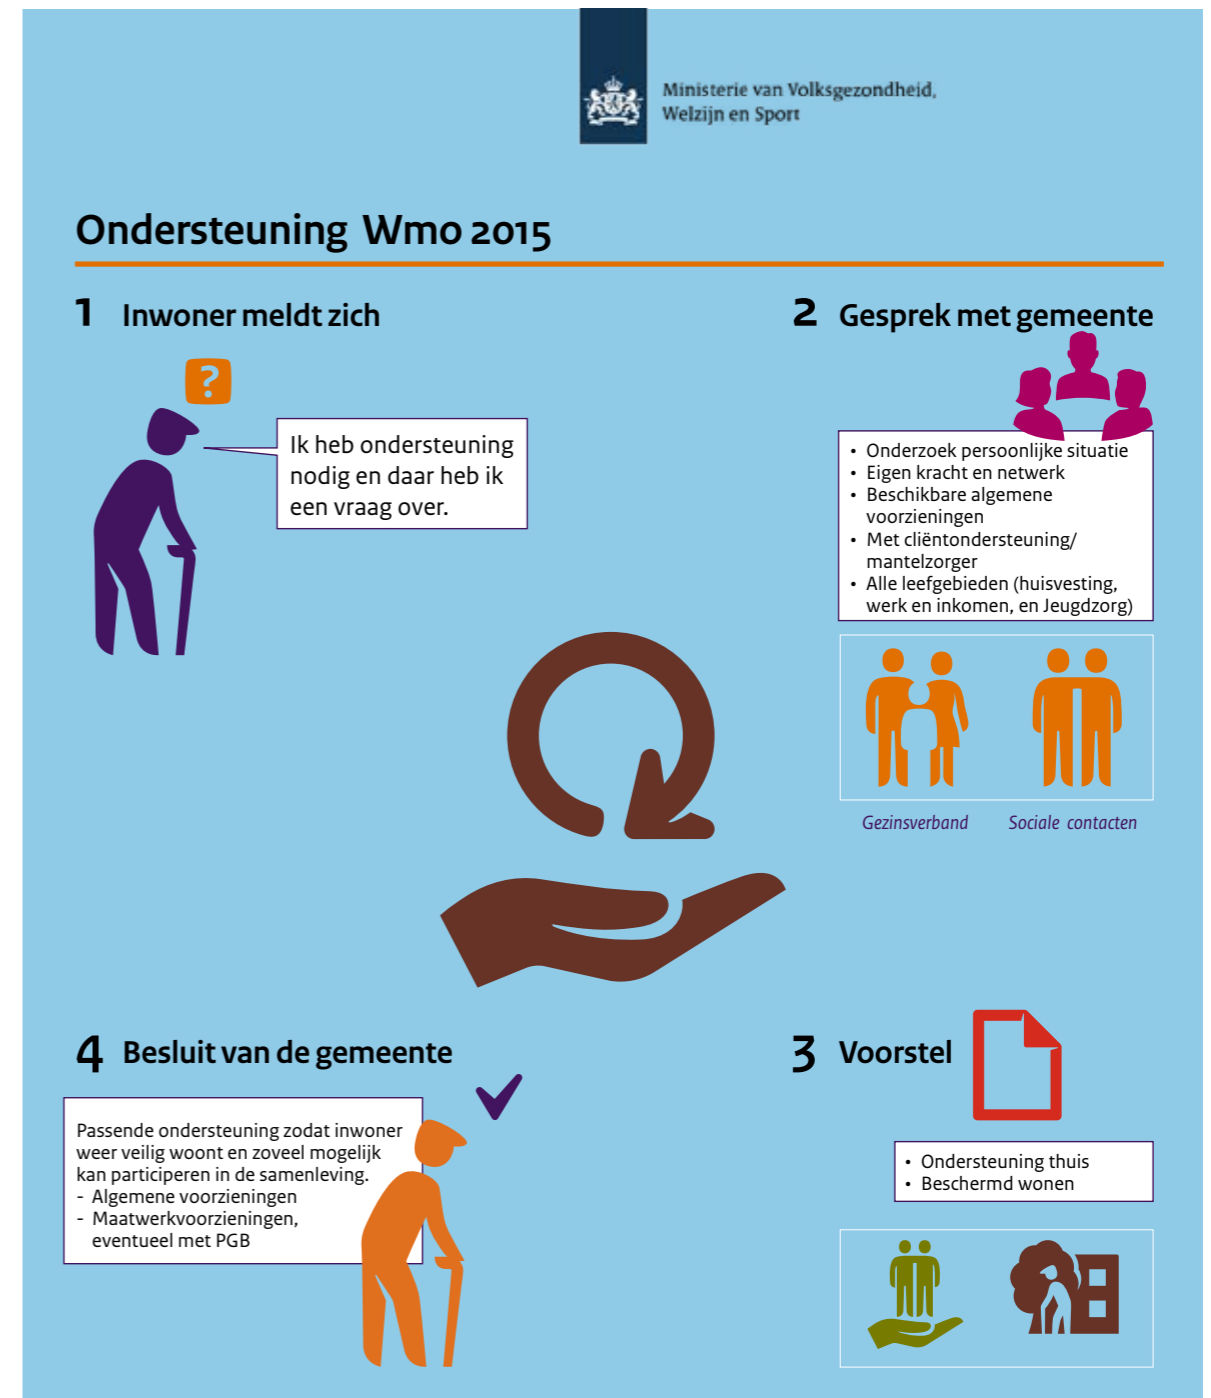 Ministerie van Volksgezondheid,
Welzijn en Sport
Ondersteuning Wmo 2015
1 Inwoner meldt zich
?
Ik heb ondersteuning
nodig en daar heb ik
een vraag over.
2 Gesprek met gemeente
• Onderzoek persoonlijke situatie
• Eigen kracht en netwerk
• Beschikbare algemene
voorzieningen
• Met cliëntondersteuning/
mantelzorger
• Alle leefgebieden (huisvesting,
werk en inkomen, en Jeugdzorg)
Gezinsverband Sociale contacten
3 Voorstel
• Ondersteuning thuis
• Beschermd wonen
4 Besluit van de gemeente
Passende ondersteuning zodat inwoner
weer veilig woont en zoveel mogelijk
kan participeren in de samenleving.
- Algemene voorzieningen
- Maatwerkvoorzieningen,
eventueel met PGB